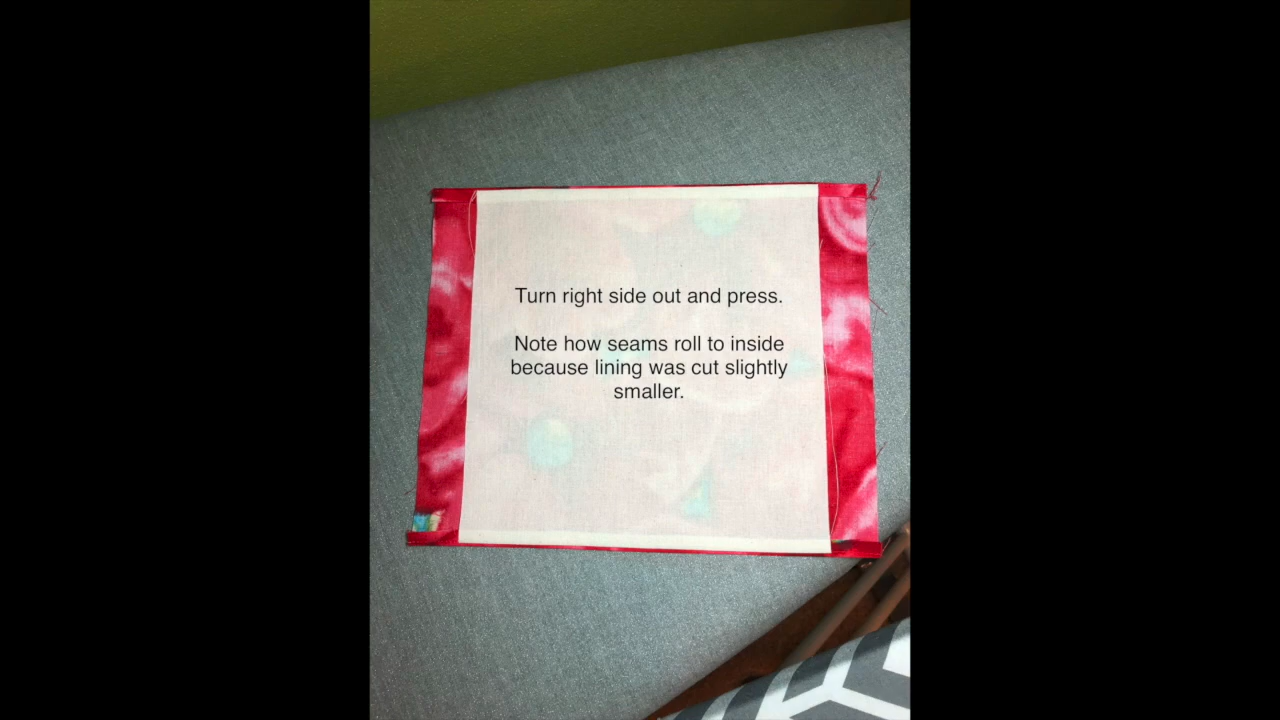 Turn right side out and press.
Note how seams roll to inside
because lining was cut slightly
smaller.